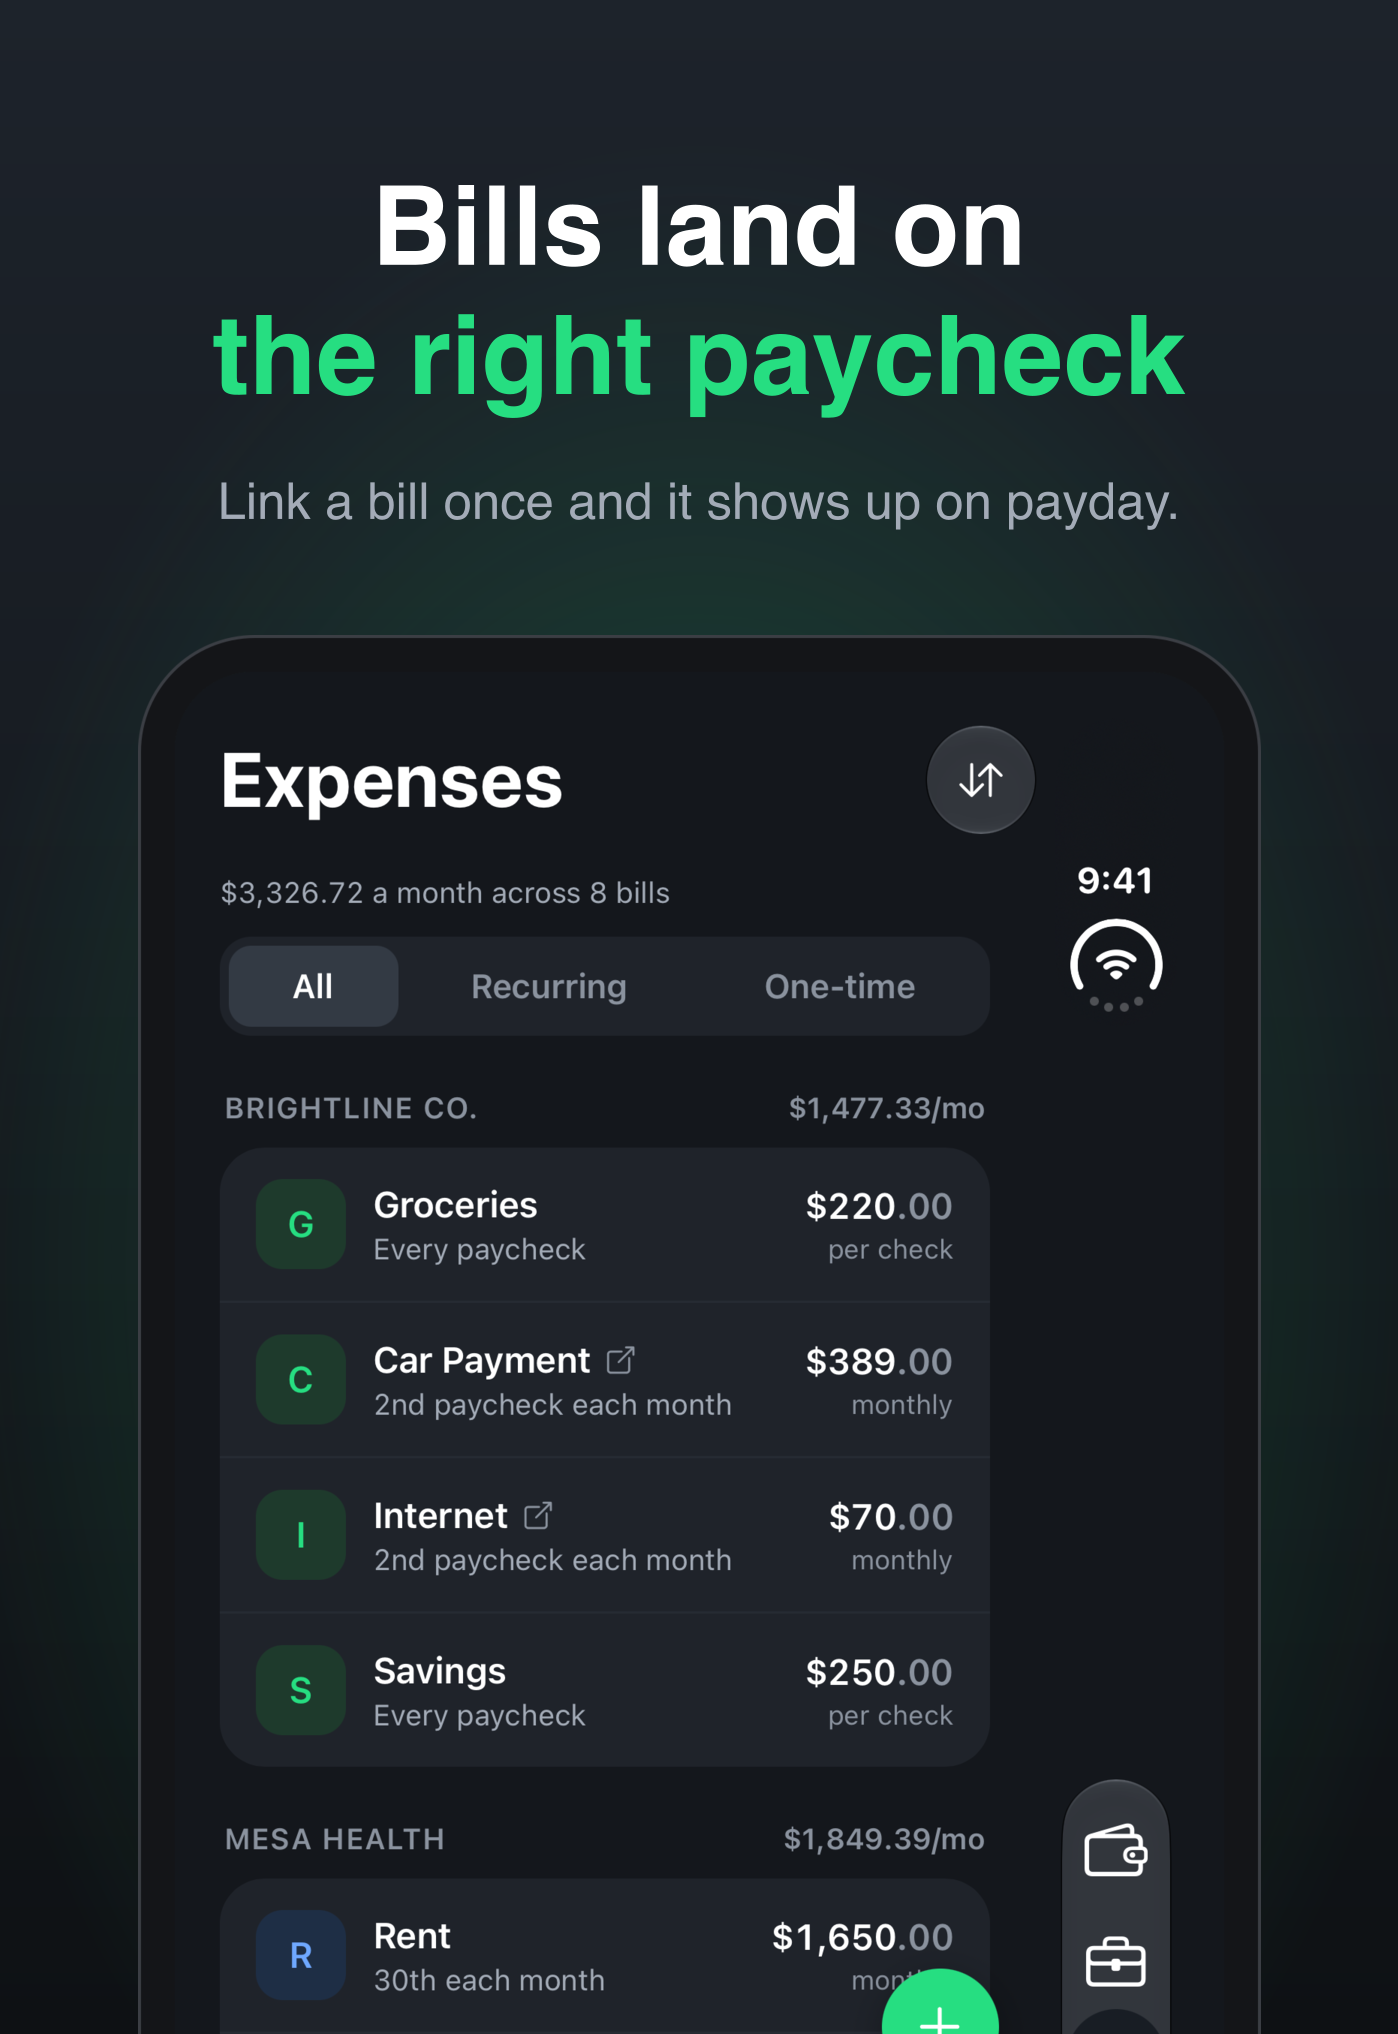 Bills land on
the right paycheck
Link a bill once and it shows up on payday.
Expenses
$3,326.72 a month across 8 bills
9:41
All Recurring One-time
BRIGHTLINE CO. $1,477.33/mo
G Groceries $220.00
Every paycheck per check
C Car Payment $389.00
2nd paycheck each month monthly
I Internet $70.00
2nd paycheck each month monthly
S Savings $250.00
Every paycheck per check
MESA HEALTH $1,849.39/mo
R Rent $1,650.00
30th each month